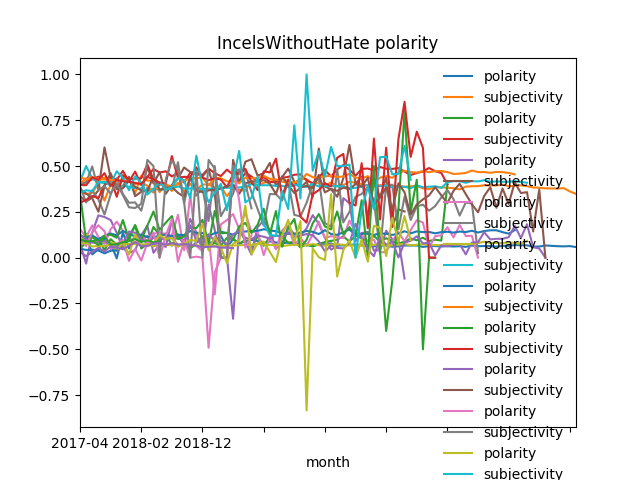 IncelsWithoutHate polarity
1.00
0.75
0.50
0.25
0.00
−0.25
−0.50
−0.75
2017-04 2018-02 2018-12
month
polarity
subjectivity
polarity
subjectivity
polarity
subjectivity
polarity
subjectivity
polarity
subjectivity
polarity
subjectivity
polarity
subjectivity
polarity
subjectivity
polarity
subjectivity
polarity
subjectivity